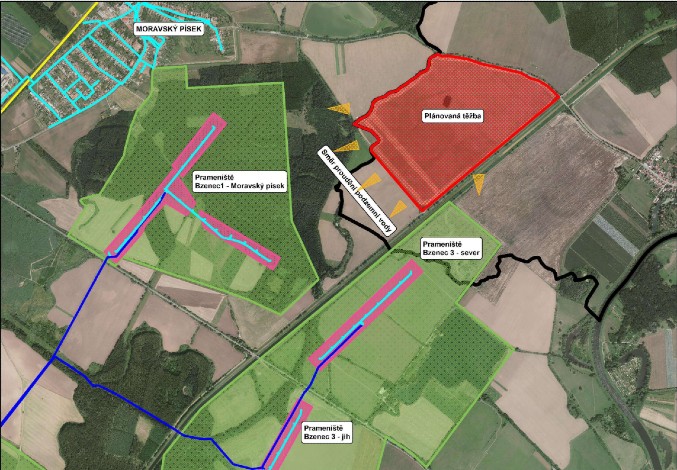 MORAVSKÝ PÍSEK
Plánovaná těžba
Směr proudění podzemní vody
Prameniště
Bzenec1 - Moravský písek
Prameniště
Bzenec 3 - sever
Prameniště
Bzenec 3 - jih